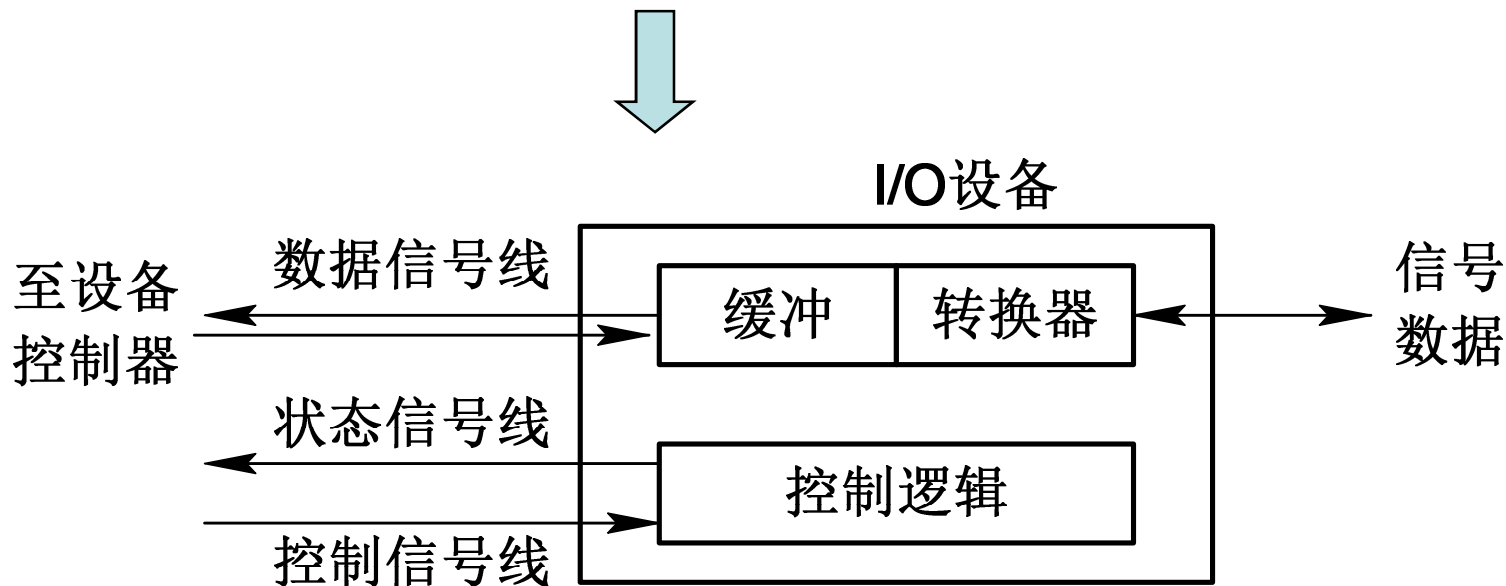 I/O设备
数据信号线
至设备
控制器
缓冲
转换器
信号
数据
状态信号线
控制逻辑
控制信号线